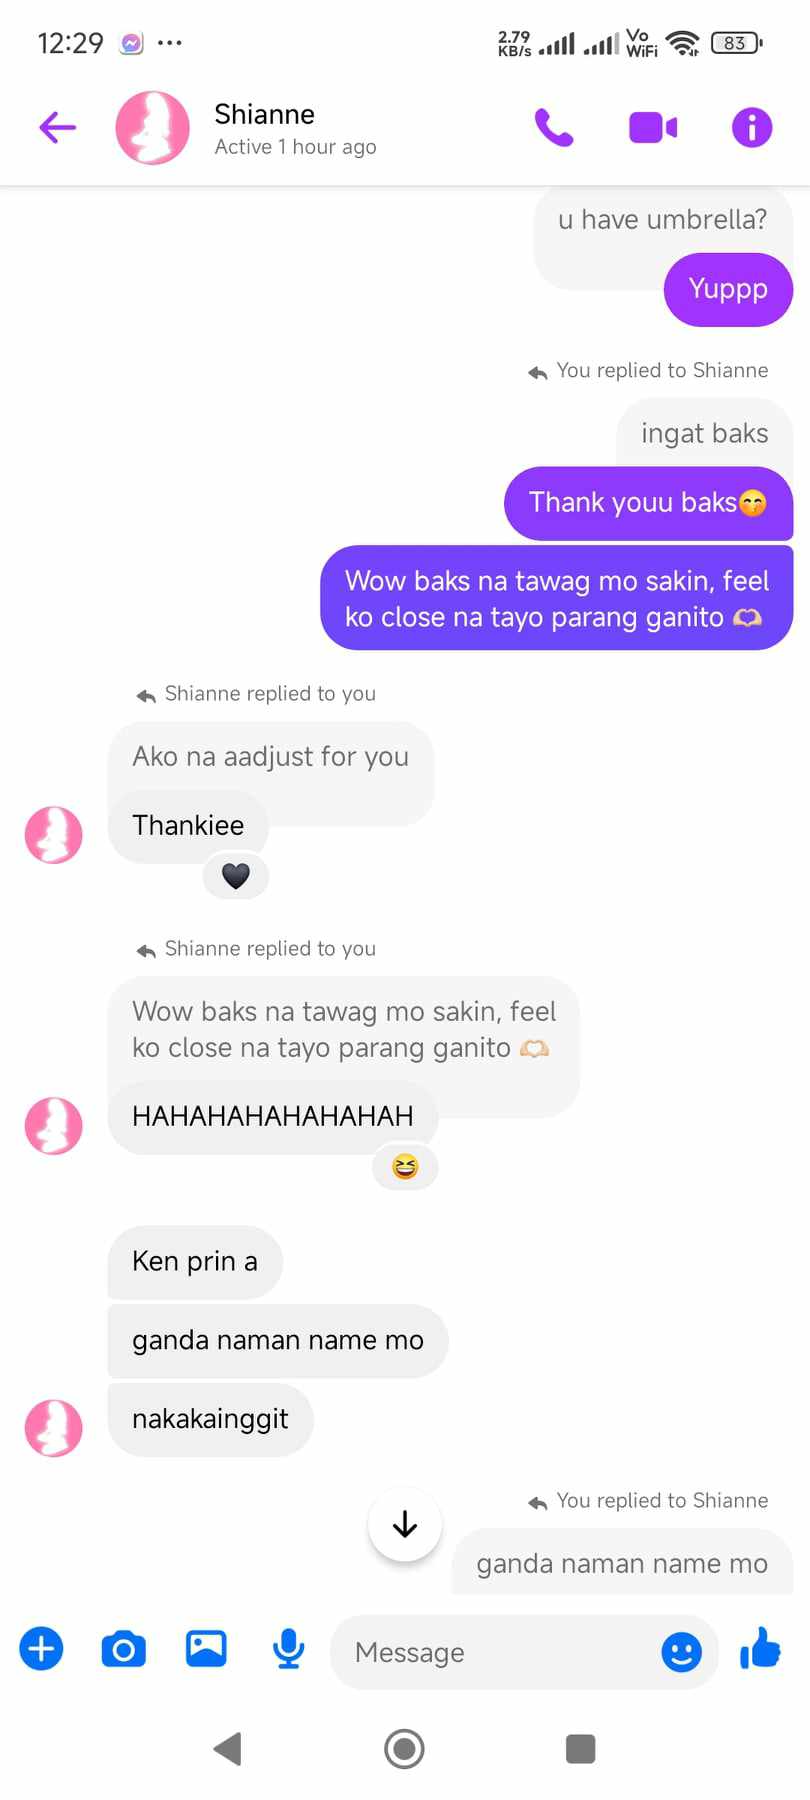 12:29
2.79
KB/s
Vo
WiFi
83
Shianne
Active 1 hour ago
u have umbrella?
Yuppp
You replied to Shianne
ingat baks
Thank youu baks😙
Wow baks na tawag mo sakin, feel
ko close na tayo parang ganito 🫶🏻
Shianne replied to you
Ako na aadjust for you
Thankiee
🖤
Shianne replied to you
Wow baks na tawag mo sakin, feel
ko close na tayo parang ganito 🫶🏻
HAHAHAHAHAHAHAH
😆
Ken prin a
ganda naman name mo
nakakainggit
You replied to Shianne
ganda naman name mo
Message